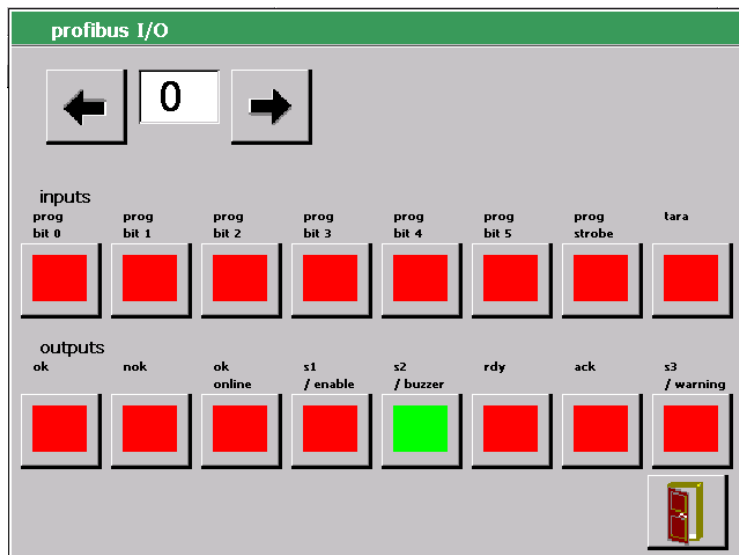 profibus I/O
0
inputs
prog prog prog prog prog prog prog tara
bit 0 bit 1 bit 2 bit 3 bit 4 bit 5 strobe
outputs
ok nok ok s1 s2 rdy ack s3
online / enable / buzzer / warning